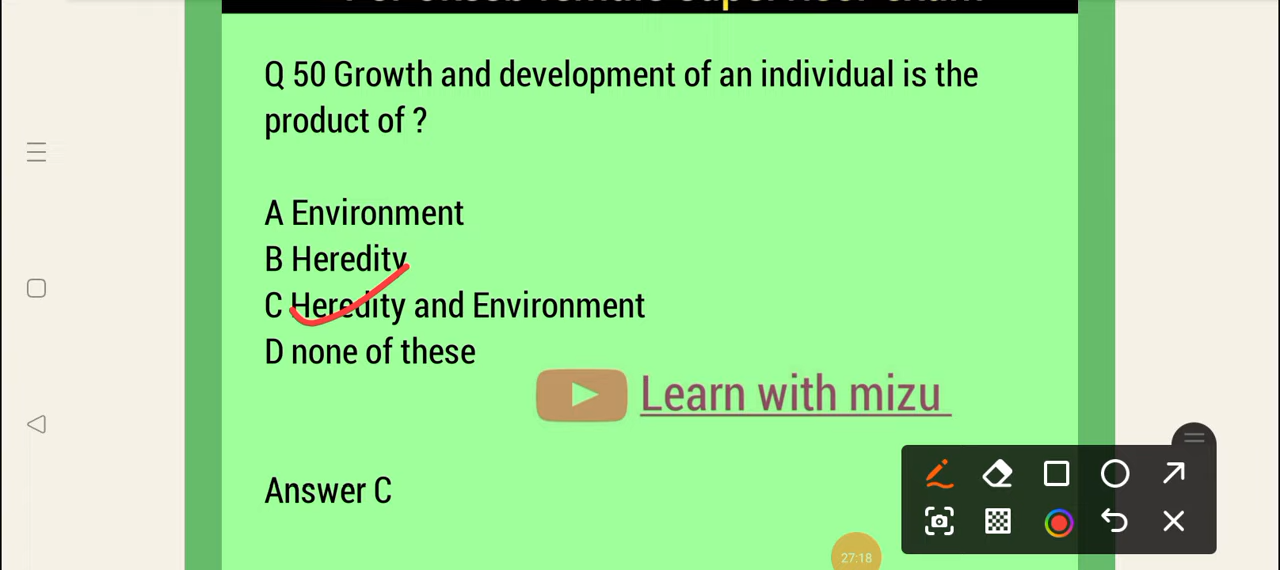 Q 50 Growth and development of an individual is the
product of ?
A Environment
B Heredity
C Heredity and Environment
D none of these
Learn with mizu
Answer C
27:18